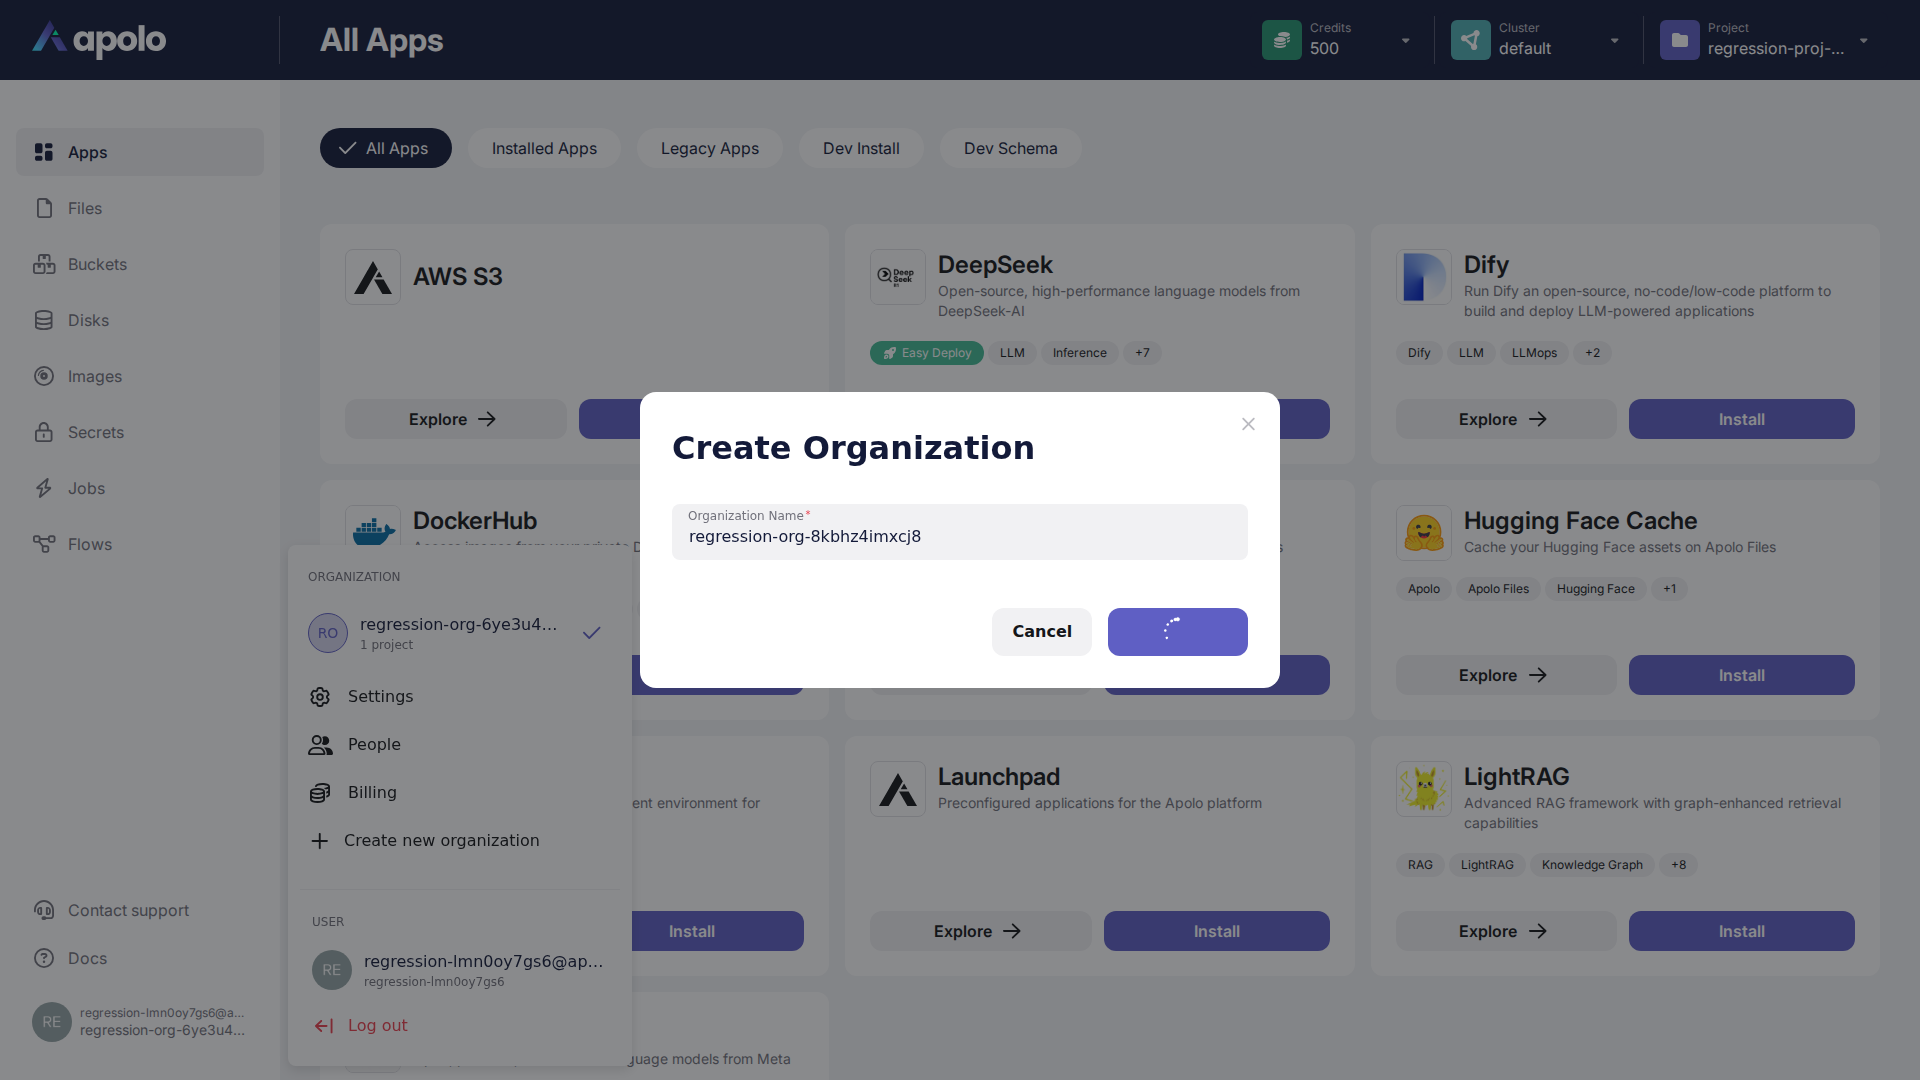 apolo
All Apps
Credits
500
Cluster
default
Project
regression-proj-...
Apps
Files
Buckets
Disks
Images
Secrets
Jobs
Flows
Contact support
Docs
RE
regression-lmn0oy7gs6@a...
regression-org-6ye3u4...
All Apps
Installed Apps
Legacy Apps
Dev Install
Dev Schema
AWS S3
Explore
DeepSeek
Open-source, high-performance language models from
DeepSeek-AI
Easy Deploy
LLM
Inference
+7
Dify
Run Dify an open-source, no-code/low-code platform to
build and deploy LLM-powered applications
Dify
LLM
LLMops
+2
Explore
Install
DockerHub
Hugging Face Cache
Cache your Hugging Face assets on Apolo Files
Apolo
Apolo Files
Hugging Face
+1
Explore
Install
ent environment for
Install
Launchpad
Preconfigured applications for the Apolo platform
Explore
Install
LightRAG
Advanced RAG framework with graph-enhanced retrieval
capabilities
RAG
LightRAG
Knowledge Graph
+8
Explore
Install
guage models from Meta
ORGANIZATION
RO
regression-org-6ye3u4...
1 project
Settings
People
Billing
Create new organization
USER
RE
regression-lmn0oy7gs6@ap...
regression-lmn0oy7gs6
Log out
Create Organization
Organization Name*
regression-org-8kbhz4imxcj8
Cancel